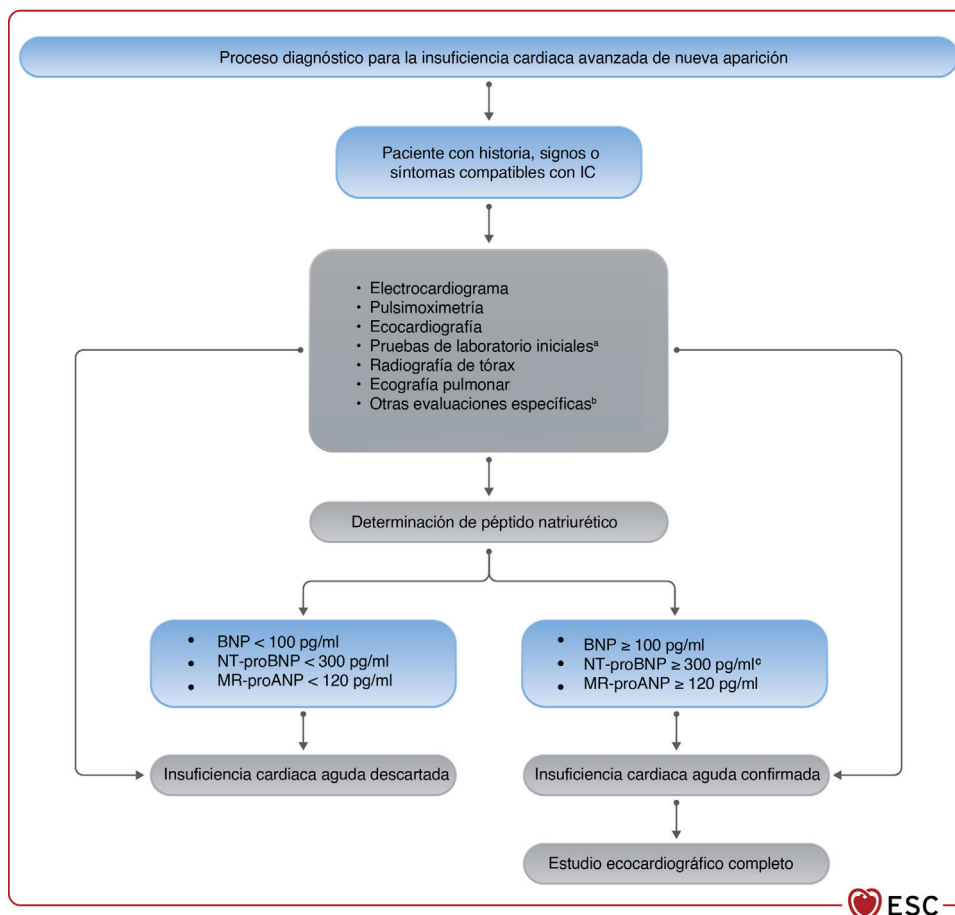 Proceso diagnóstico para la insuficiencia cardiaca avanzada de nueva aparición
Paciente con historia, signos o
síntomas compatibles con IC
• Electrocardiograma
• Pulsimoximetría
• Ecocardiografía
• Pruebas de laboratorio inicialesᵃ
• Radiografía de tórax
• Ecografía pulmonar
• Otras evaluaciones específicasᵇ
Determinación de péptido natriurético
• BNP < 100 pg/ml
• NT-proBNP < 300 pg/ml
• MR-proANP < 120 pg/ml
• BNP ≥ 100 pg/ml
• NT-proBNP ≥ 300 pg/mlᶜ
• MR-proANP ≥ 120 pg/ml
Insuficiencia cardiaca aguda descartada
Insuficiencia cardiaca aguda confirmada
Estudio ecocardiográfico completo
ESC